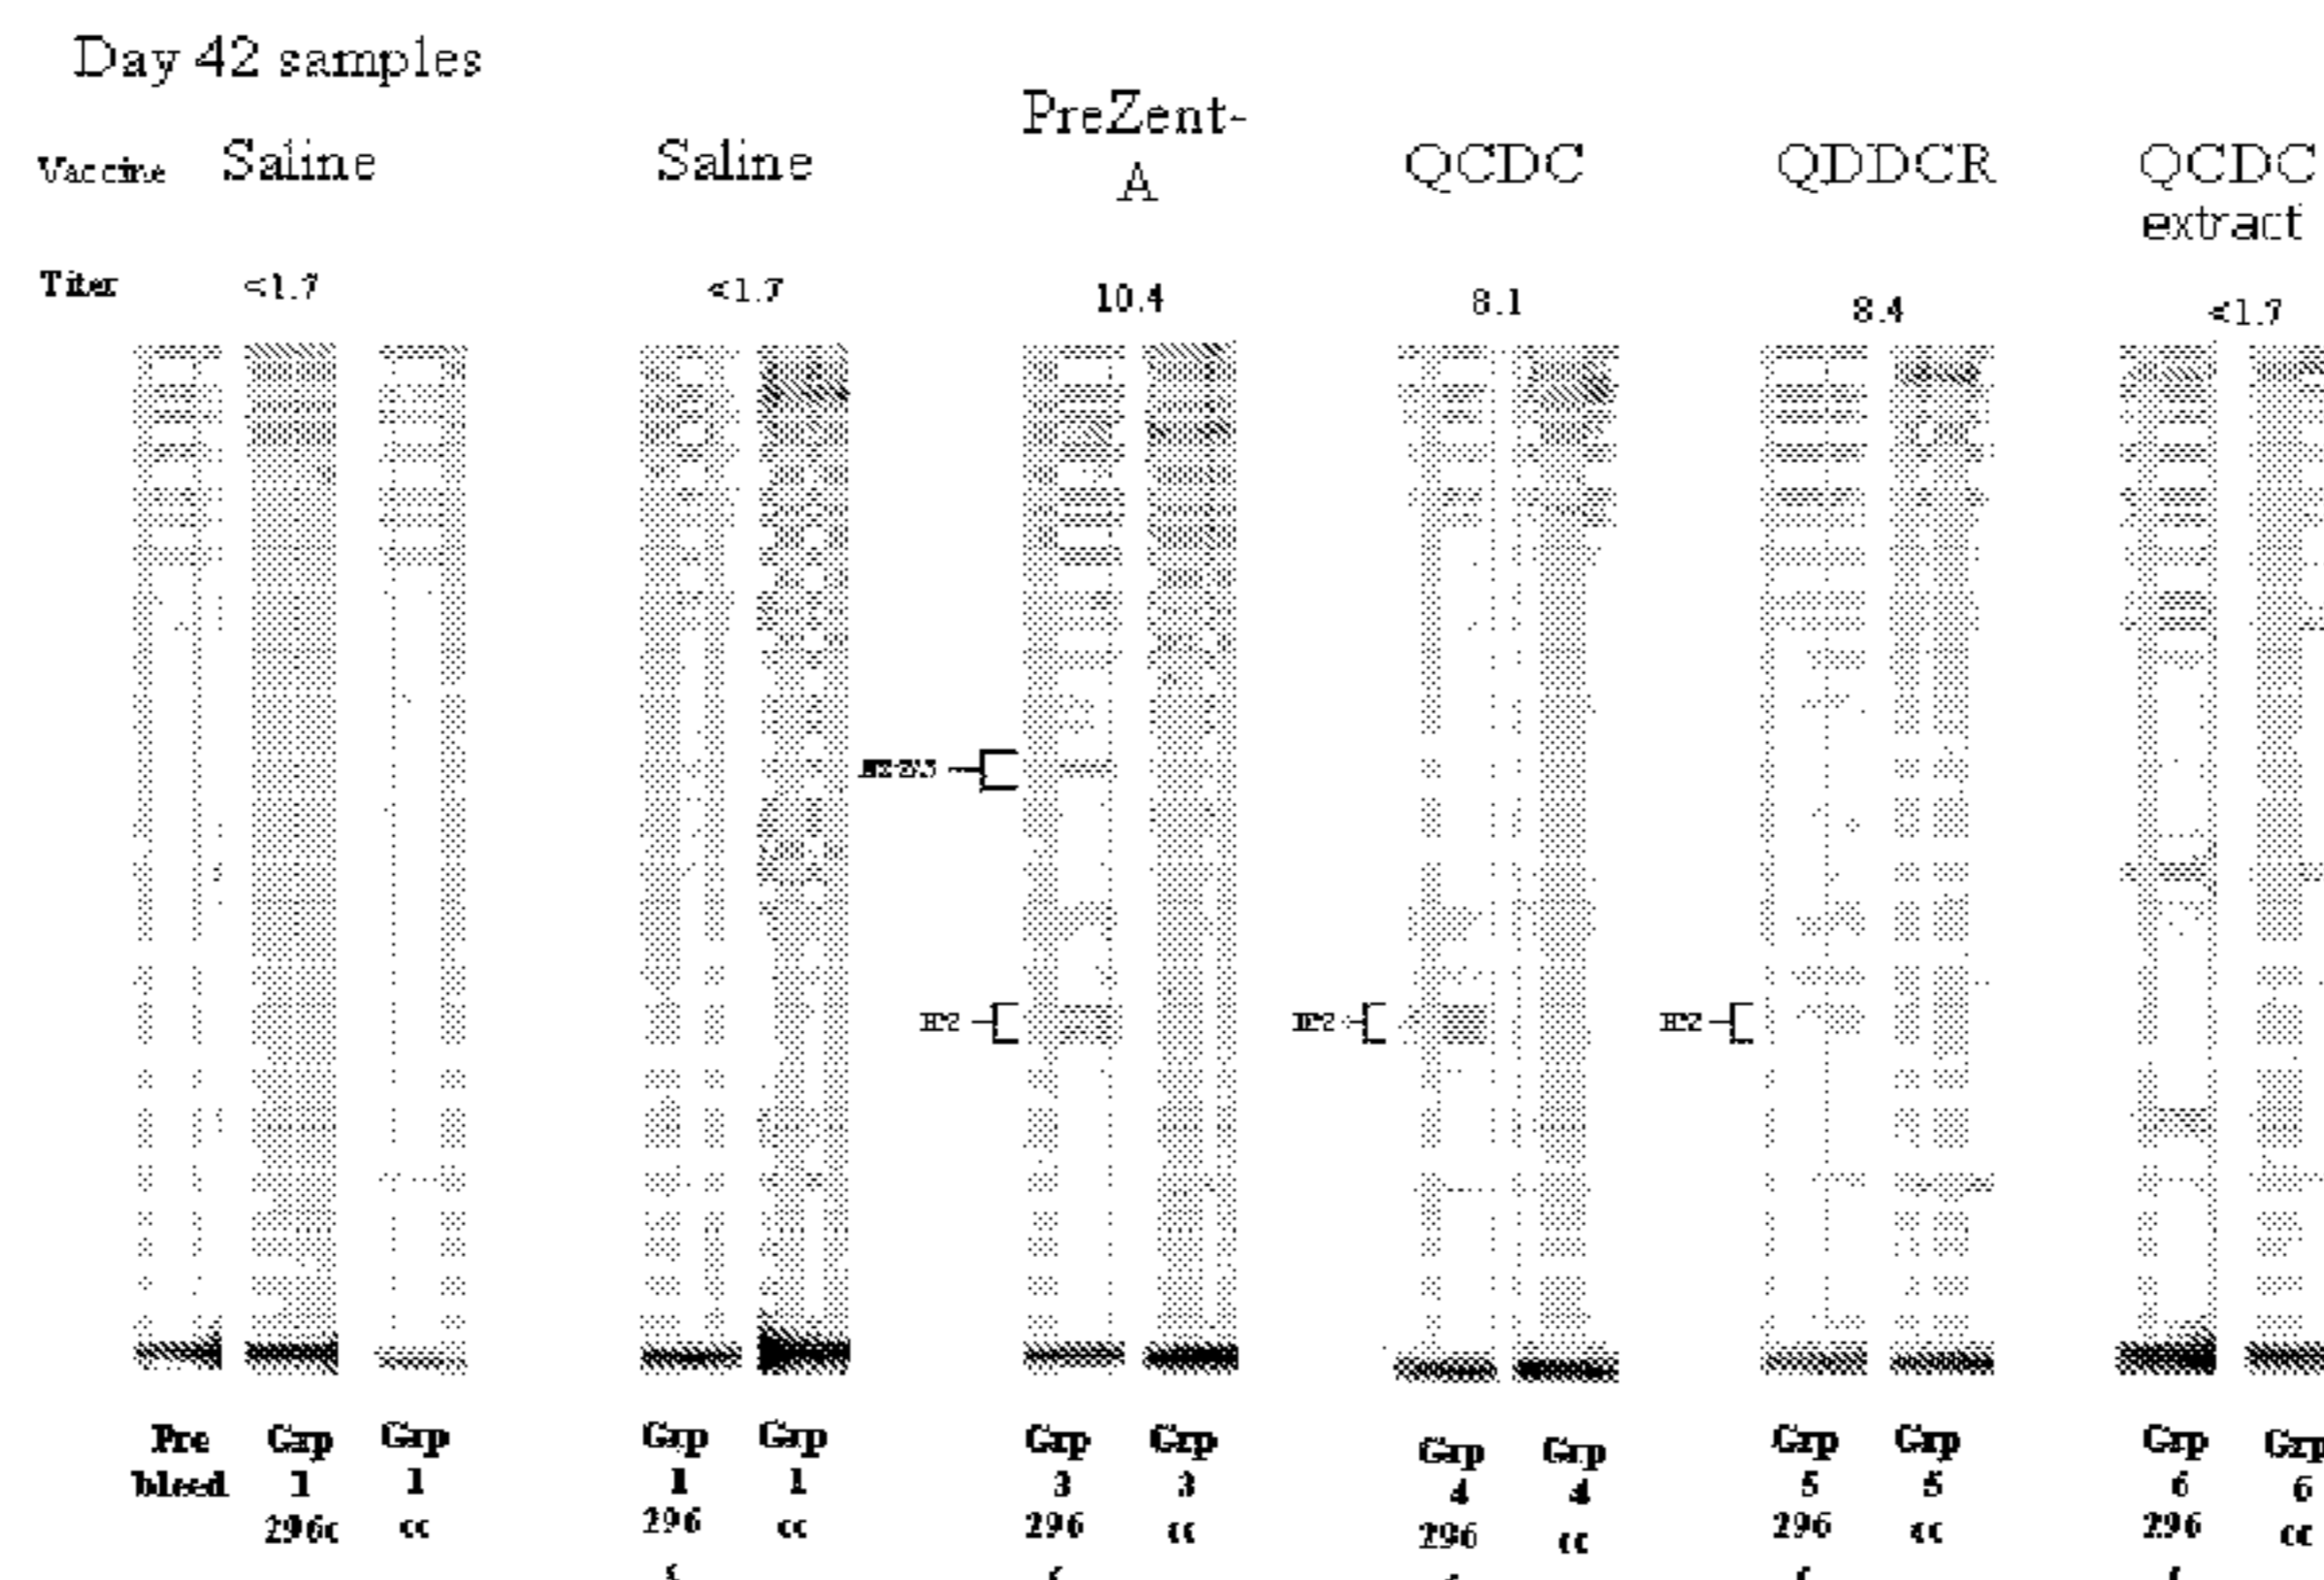 Day 42 samples
Vaccine Saline Saline PreZent-A QCDC QDDCR QCDC extract
Titer <1.7 <1.7 10.4 8.1 8.4 <1.7
Pre bleed
Grp 1 296c
Grp 1 cc
Grp 1 296
Grp 1 cc
Grp 3 296
Grp 3 cc
Grp 4 296
Grp 4 cc
Grp 5 296
Grp 5 cc
Grp 6 296
Grp 6 cc